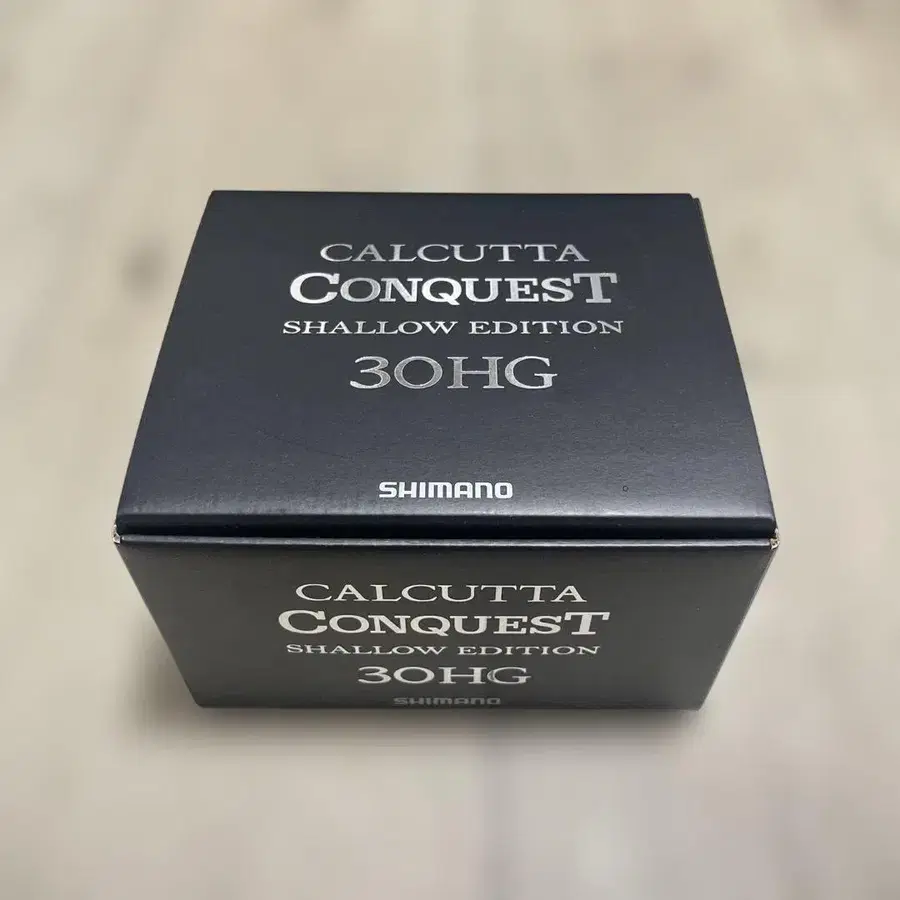 CALCUTTA
CONQUEST
SHALLOW EDITION
30HG
SHIMANO
CALCUTTA
CONQUEST
SHALLOW EDITION
30HG
SHIMANO